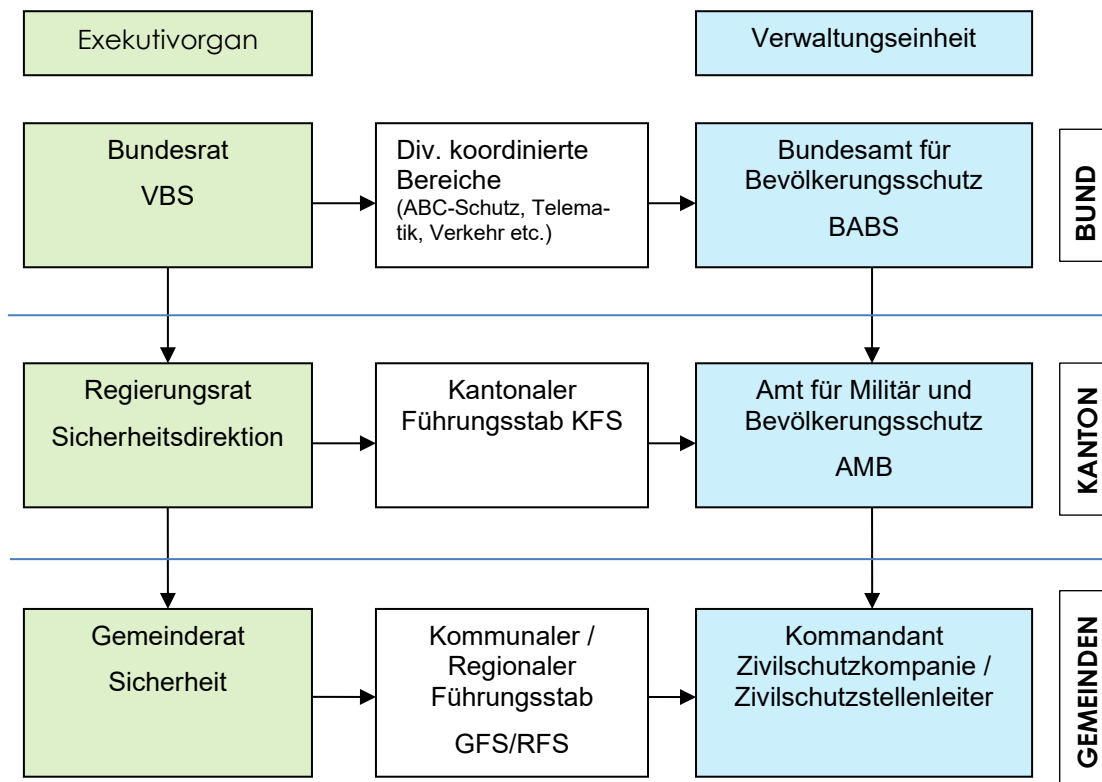 Exekutivorgan
Verwaltungseinheit
Bundesrat
VBS
Div. koordinierte
Bereiche
(ABC-Schutz, Telema-
tik, Verkehr etc.)
Bundesamt für
Bevölkerungsschutz
BABS
BUND
Regierungsrat
Sicherheitsdirektion
Kantonaler
Führungsstab KFS
Amt für Militär und
Bevölkerungsschutz
AMB
KANTON
Gemeinderat
Sicherheit
Kommunaler /
Regionaler
Führungsstab
GFS/RFS
Kommandant
Zivilschutzkompanie /
Zivilschutzstellenleiter
GEMEINDEN